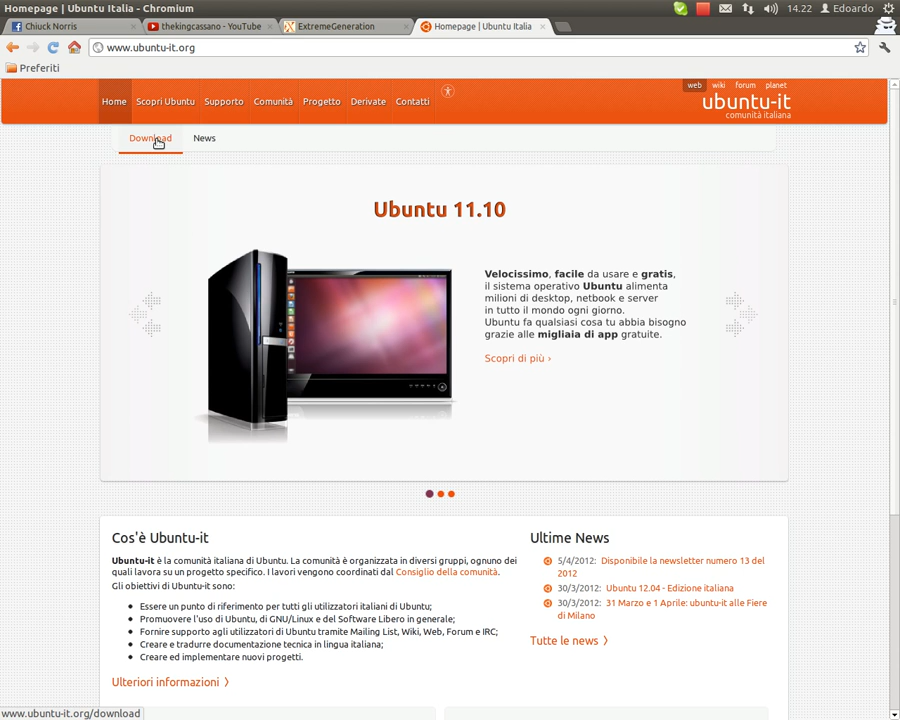 Homepage | Ubuntu Italia - Chromium
14.22 Edoardo
Chuck Norris
thekingcassano - YouTube
ExtremeGeneration
Homepage | Ubuntu Italia
www.ubuntu-it.org
Preferiti
web wiki forum planet
Home Scopri Ubuntu Supporto Comunità Progetto Derivate Contatti
ubuntu-it
comunità italiana
Download News
Ubuntu 11.10
Velocissimo, facile da usare e gratis,
il sistema operativo Ubuntu alimenta
milioni di desktop, netbook e server
in tutto il mondo ogni giorno.
Ubuntu fa qualsiasi cosa tu abbia bisogno
grazie alle migliaia di app gratuite.
Scopri di più ›
Cos'è Ubuntu-it
Ubuntu-it è la comunità italiana di Ubuntu. La comunità è organizzata in diversi gruppi, ognuno dei
quali lavora su un progetto specifico. I lavori vengono coordinati dal Consiglio della comunità.
Gli obiettivi di Ubuntu-it sono:
Essere un punto di riferimento per tutti gli utilizzatori italiani di Ubuntu;
Promuovere l'uso di Ubuntu, di GNU/Linux e del Software Libero in generale;
Fornire supporto agli utilizzatori di Ubuntu tramite Mailing List, Wiki, Web, Forum e IRC;
Creare e tradurre documentazione tecnica in lingua italiana;
Creare ed implementare nuovi progetti.
Ulteriori informazioni 〉
Ultime News
5/4/2012: Disponibile la newsletter numero 13 del
2012
30/3/2012: Ubuntu 12.04 - Edizione italiana
30/3/2012: 31 Marzo e 1 Aprile: ubuntu-it alle Fiere
di Milano
Tutte le news 〉
www.ubuntu-it.org/download